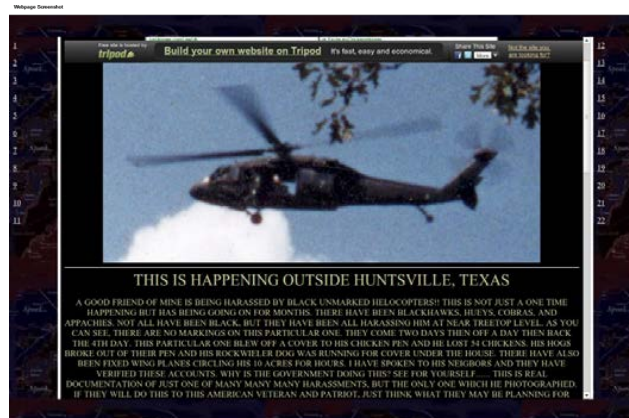 Webpage Screenshot
Free site is hosted by
tripod
Build your own website on Tripod
It's fast, easy and economical.
Share This Site
More
Not the site you
are looking for?
1
2
3
4
5
6
7
8
9
10
11
12
13
14
15
16
17
18
19
20
21
22
THIS IS HAPPENING OUTSIDE HUNTSVILLE, TEXAS
A GOOD FRIEND OF MINE IS BEING HARASSED BY BLACK UNMARKED HELOCOPTERS!! THIS IS NOT JUST A ONE TIME
HAPPENING BUT HAS BEING GOING ON FOR MONTHS. THERE HAVE BEEN BLACKHAWKS, HUEYS, COBRAS, AND
APPACHIES. NOT ALL HAVE BEEN BLACK, BUT THEY HAVE BEEN ALL HARASSING HIM AT NEAR TREETOP LEVEL. AS YOU
CAN SEE, THERE ARE NO MARKINGS ON THIS PARTICULAR ONE. THEY COME TWO DAYS THEN OFF A DAY THEN BACK
THE 4TH DAY. THIS PARTICULAR ONE BLEW OFF A COVER TO HIS CHICKEN PEN AND HE LOST 54 CHICKENS. HIS HOGS
BROKE OUT OF THEIR PEN AND HIS ROCKWIELER DOG WAS RUNNING FOR COVER UNDER THE HOUSE. THERE HAVE ALSO
BEEN FIXED WING PLANES CIRCLING HIS 10 ACRES FOR HOURS. I HAVE SPOKEN TO HIS NEIGBORS AND THEY HAVE
VERIFIED THESE ACCOUNTS. WHY IS THE GOVERNMENT DOING THIS? SEE FOR YOURSELF...... THIS IS REAL
DOCUMENTATION OF JUST ONE OF MANY MANY MANY HARASSMENTS, BUT THE ONLY ONE WHICH HE PHOTOGRAPHED.
IF THEY WILL DO THIS TO THIS AMERICAN VETERAN AND PATRIOT, JUST THINK WHAT THEY MAY BE PLANNING FOR